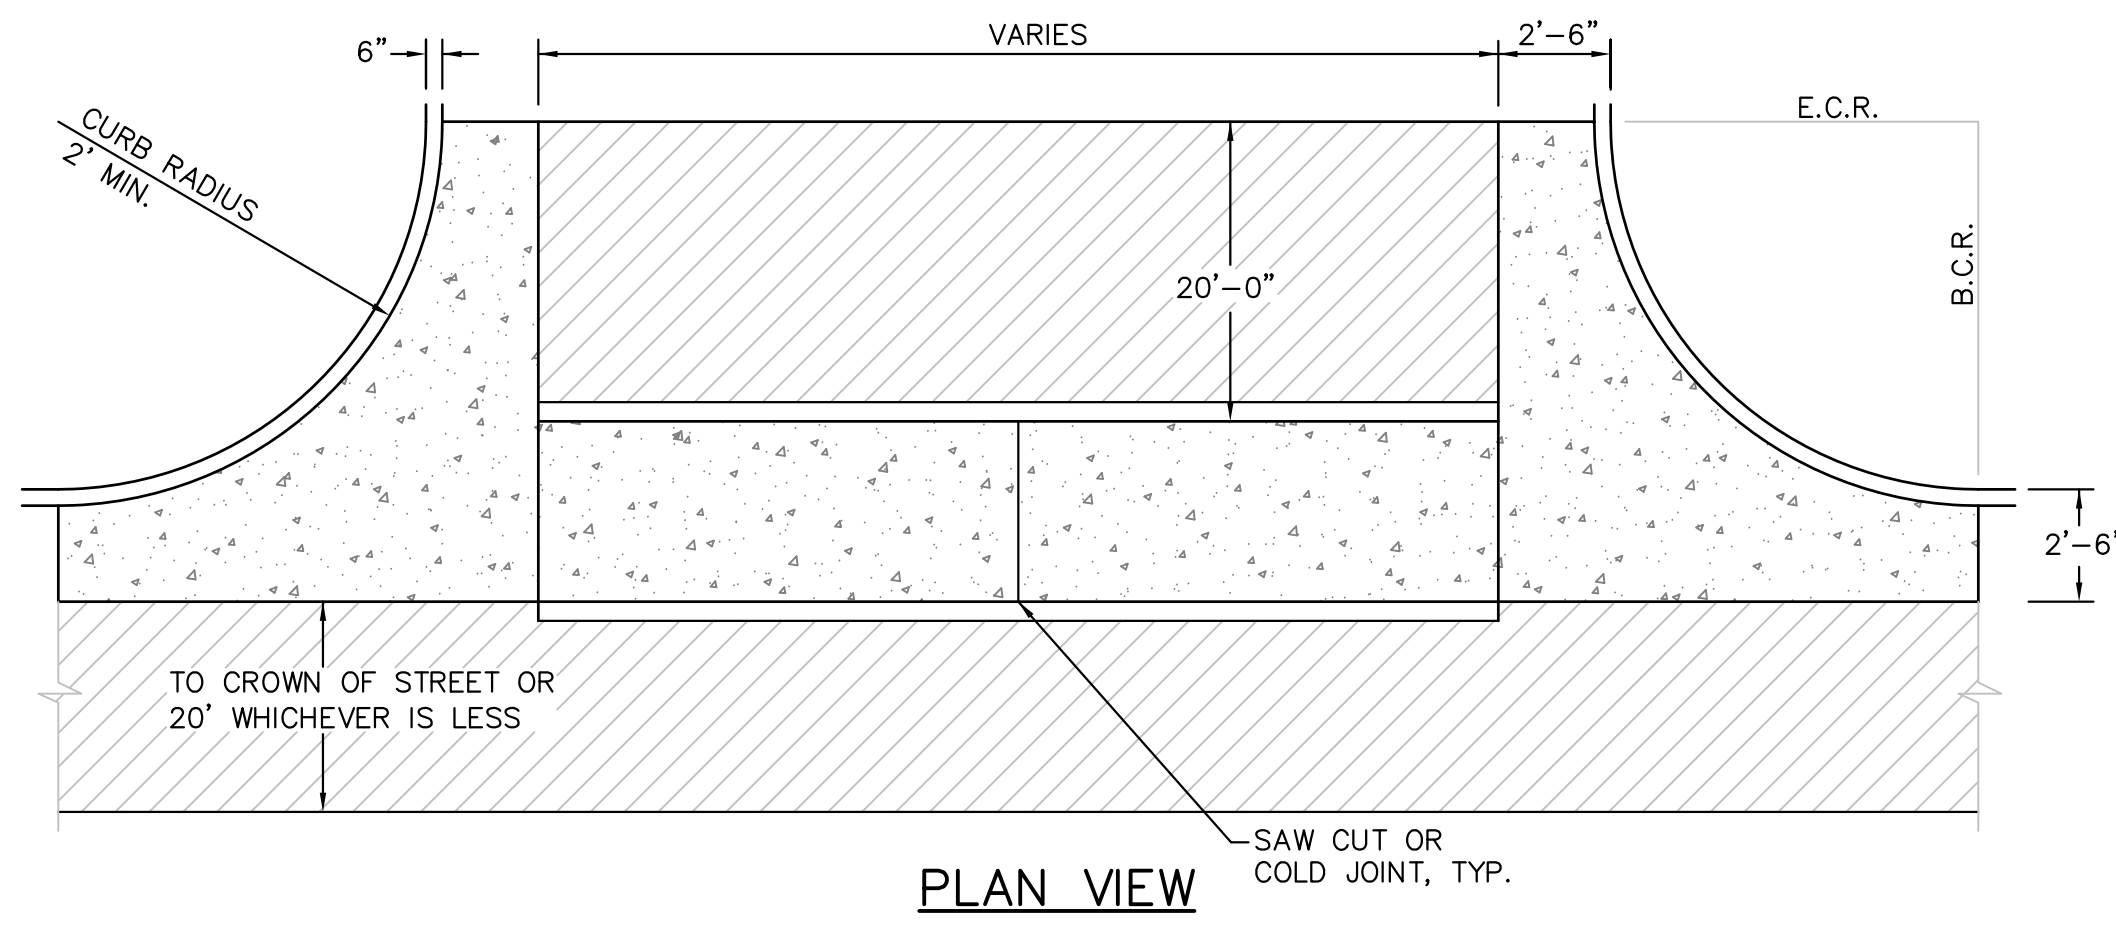 6”
VARIES
2’-6”
CURB RADIUS
2’ MIN.
E.C.R.
B.C.R.
20’-0”
2’-6”
TO CROWN OF STREET OR
20’ WHICHEVER IS LESS
SAW CUT OR
COLD JOINT, TYP.
PLAN VIEW